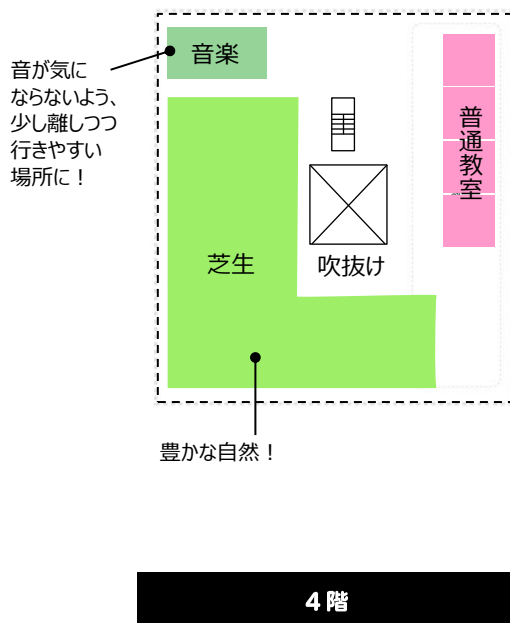 音楽
音が気に
ならないよう、
少し離しつつ
行きやすい
場所に！
普通教室
芝生
吹抜け
豊かな自然！
４階